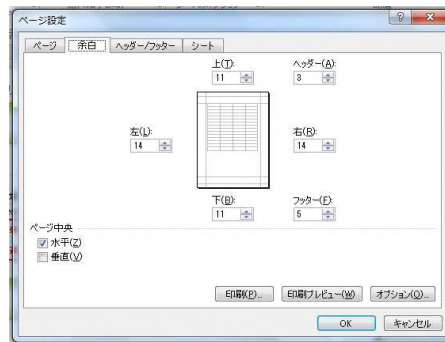 ページ設定
ページ 余白 ヘッダー/フッター シート
上(T): ヘッダー(A):
11 3
左(L): 右(R):
14 14
下(B): フッター(F):
11 5
ページ中央
水平(Z)
垂直(V)
印刷(P)... 印刷プレビュー(W) オプション(O)...
OK キャンセル